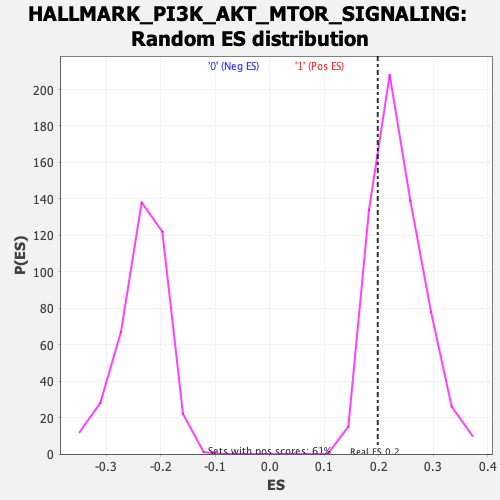 HALLMARK_PI3K_AKT_MTOR_SIGNALING:
Random ES distribution
'0' (Neg ES) '1' (Pos ES)
200
180
160
140
120
100
80
60
40
20
0
P(ES)
Sets with pos scores: 61% Real ES 0.2
-0.3 -0.2 -0.1 0.0 0.1 0.2 0.3 0.4
ES